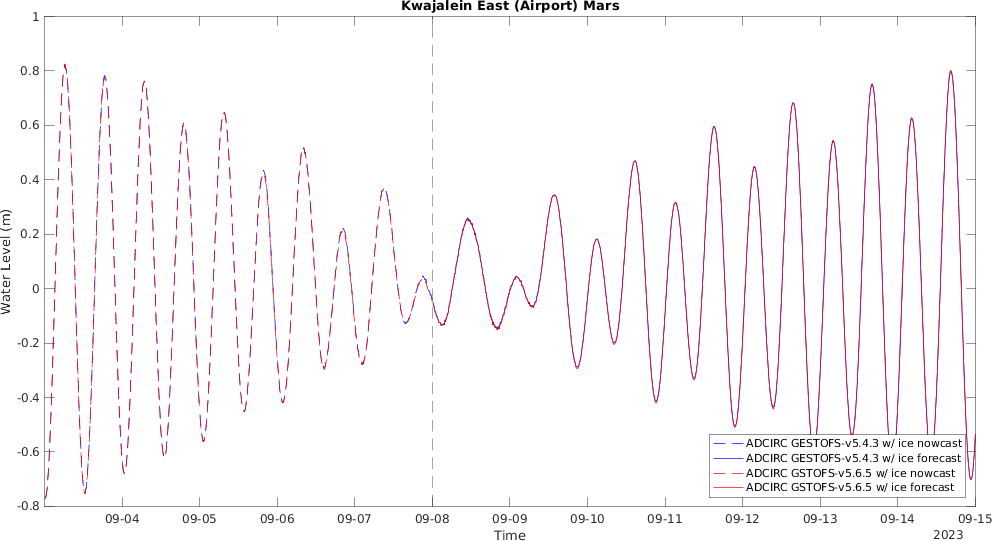 Kwajalein East (Airport) Mars
1
0.8
0.6
0.4
0.2
0
-0.2
-0.4
-0.6
-0.8
Water Level (m)
ADCIRC GESTOFS-v5.4.3 w/ ice nowcast
ADCIRC GESTOFS-v5.4.3 w/ ice forecast
ADCIRC GSTOFS-v5.6.5 w/ ice nowcast
ADCIRC GSTOFS-v5.6.5 w/ ice forecast
09-04 09-05 09-06 09-07 09-08 09-09 09-10 09-11 09-12 09-13 09-14 09-15
Time
2023